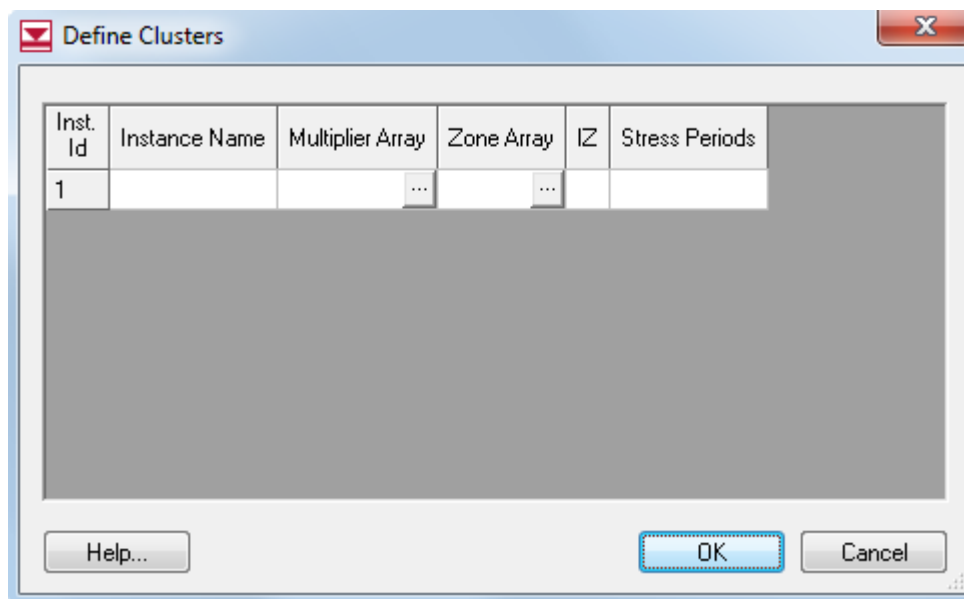 Define Clusters
Inst. Id Instance Name Multiplier Array Zone Array IZ Stress Periods
1 ... ...
Help... OK Cancel